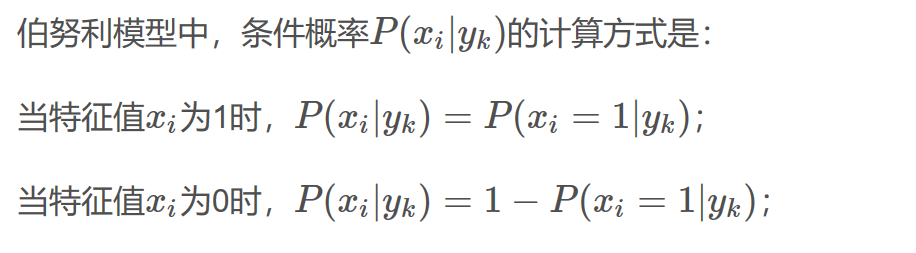 伯努利模型中，条件概率P(x_i|y_k)的计算方式是：
当特征值x_i为1时，P(x_i|y_k) = P(x_i = 1|y_k)；
当特征值x_i为0时，P(x_i|y_k) = 1 − P(x_i = 1|y_k)；